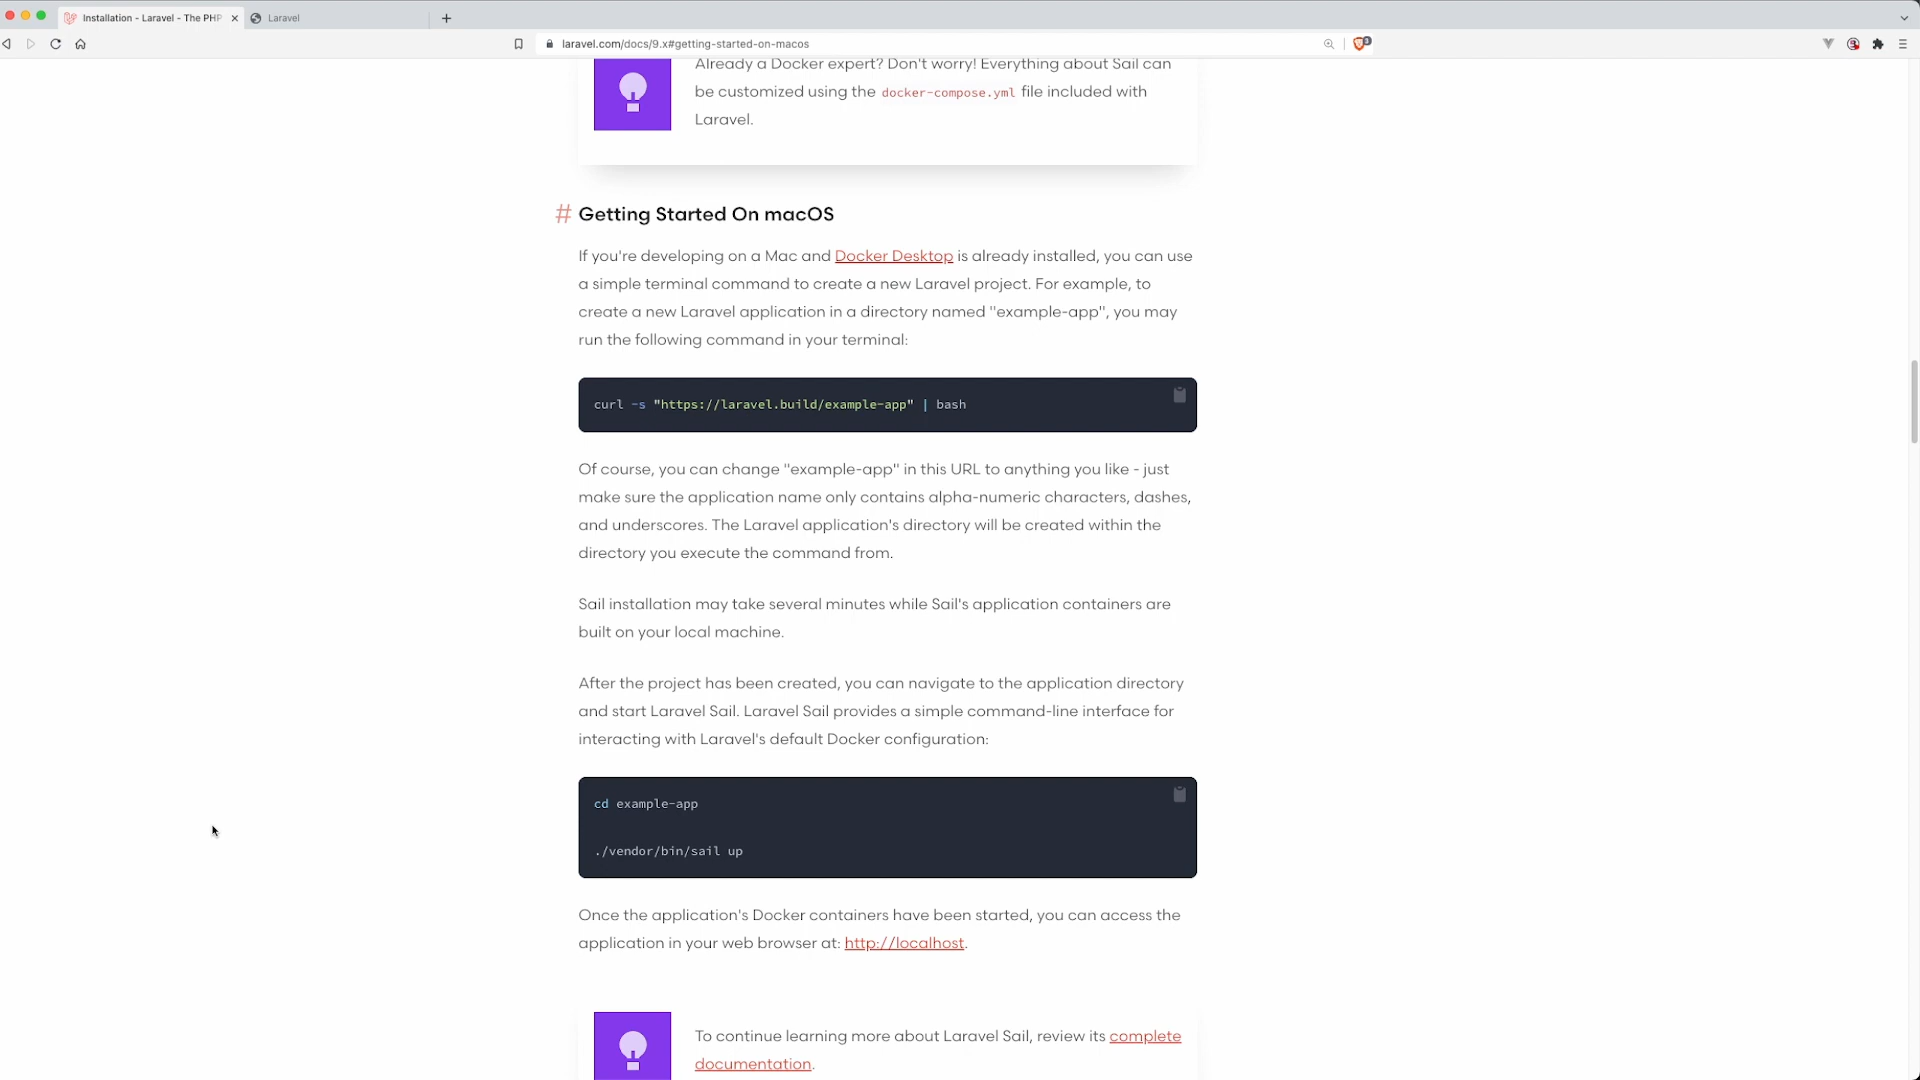 Installation - Laravel - The PHP
Laravel
laravel.com/docs/9.x#getting-started-on-macos
3
Already a Docker expert? Don't worry! Everything about Sail can
be customized using the docker-compose.yml file included with
Laravel.
# Getting Started On macOS
If you're developing on a Mac and Docker Desktop is already installed, you can use
a simple terminal command to create a new Laravel project. For example, to
create a new Laravel application in a directory named "example-app", you may
run the following command in your terminal:
curl -s "https://laravel.build/example-app" | bash
Of course, you can change "example-app" in this URL to anything you like - just
make sure the application name only contains alpha-numeric characters, dashes,
and underscores. The Laravel application's directory will be created within the
directory you execute the command from.
Sail installation may take several minutes while Sail's application containers are
built on your local machine.
After the project has been created, you can navigate to the application directory
and start Laravel Sail. Laravel Sail provides a simple command-line interface for
interacting with Laravel's default Docker configuration:
cd example-app
./vendor/bin/sail up
Once the application's Docker containers have been started, you can access the
application in your web browser at: http://localhost.
To continue learning more about Laravel Sail, review its complete
documentation.